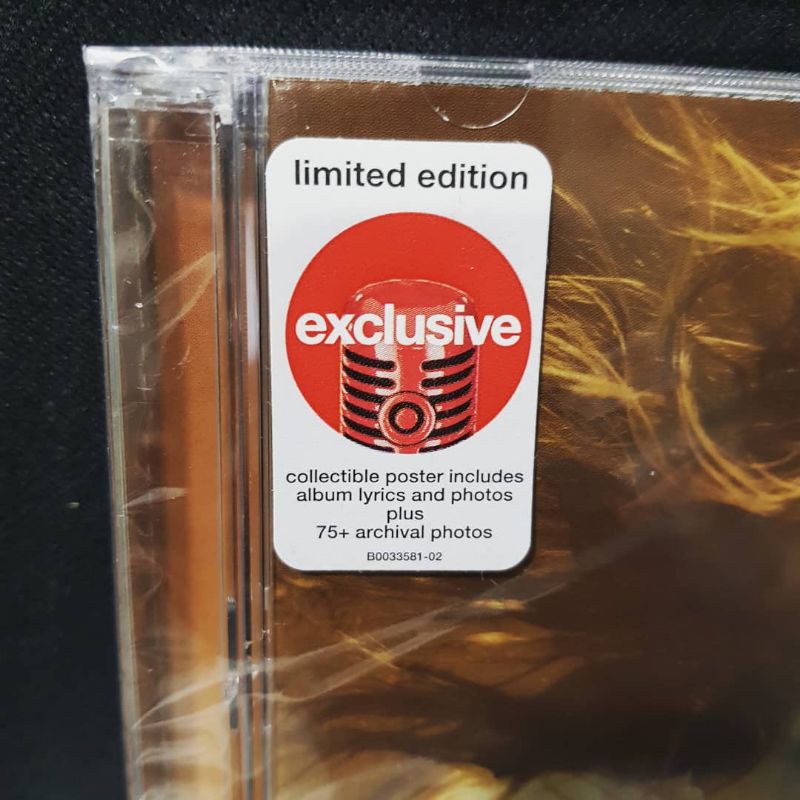 limited edition
exclusive
collectible poster includes
album lyrics and photos
plus
75+ archival photos
B0033581-02